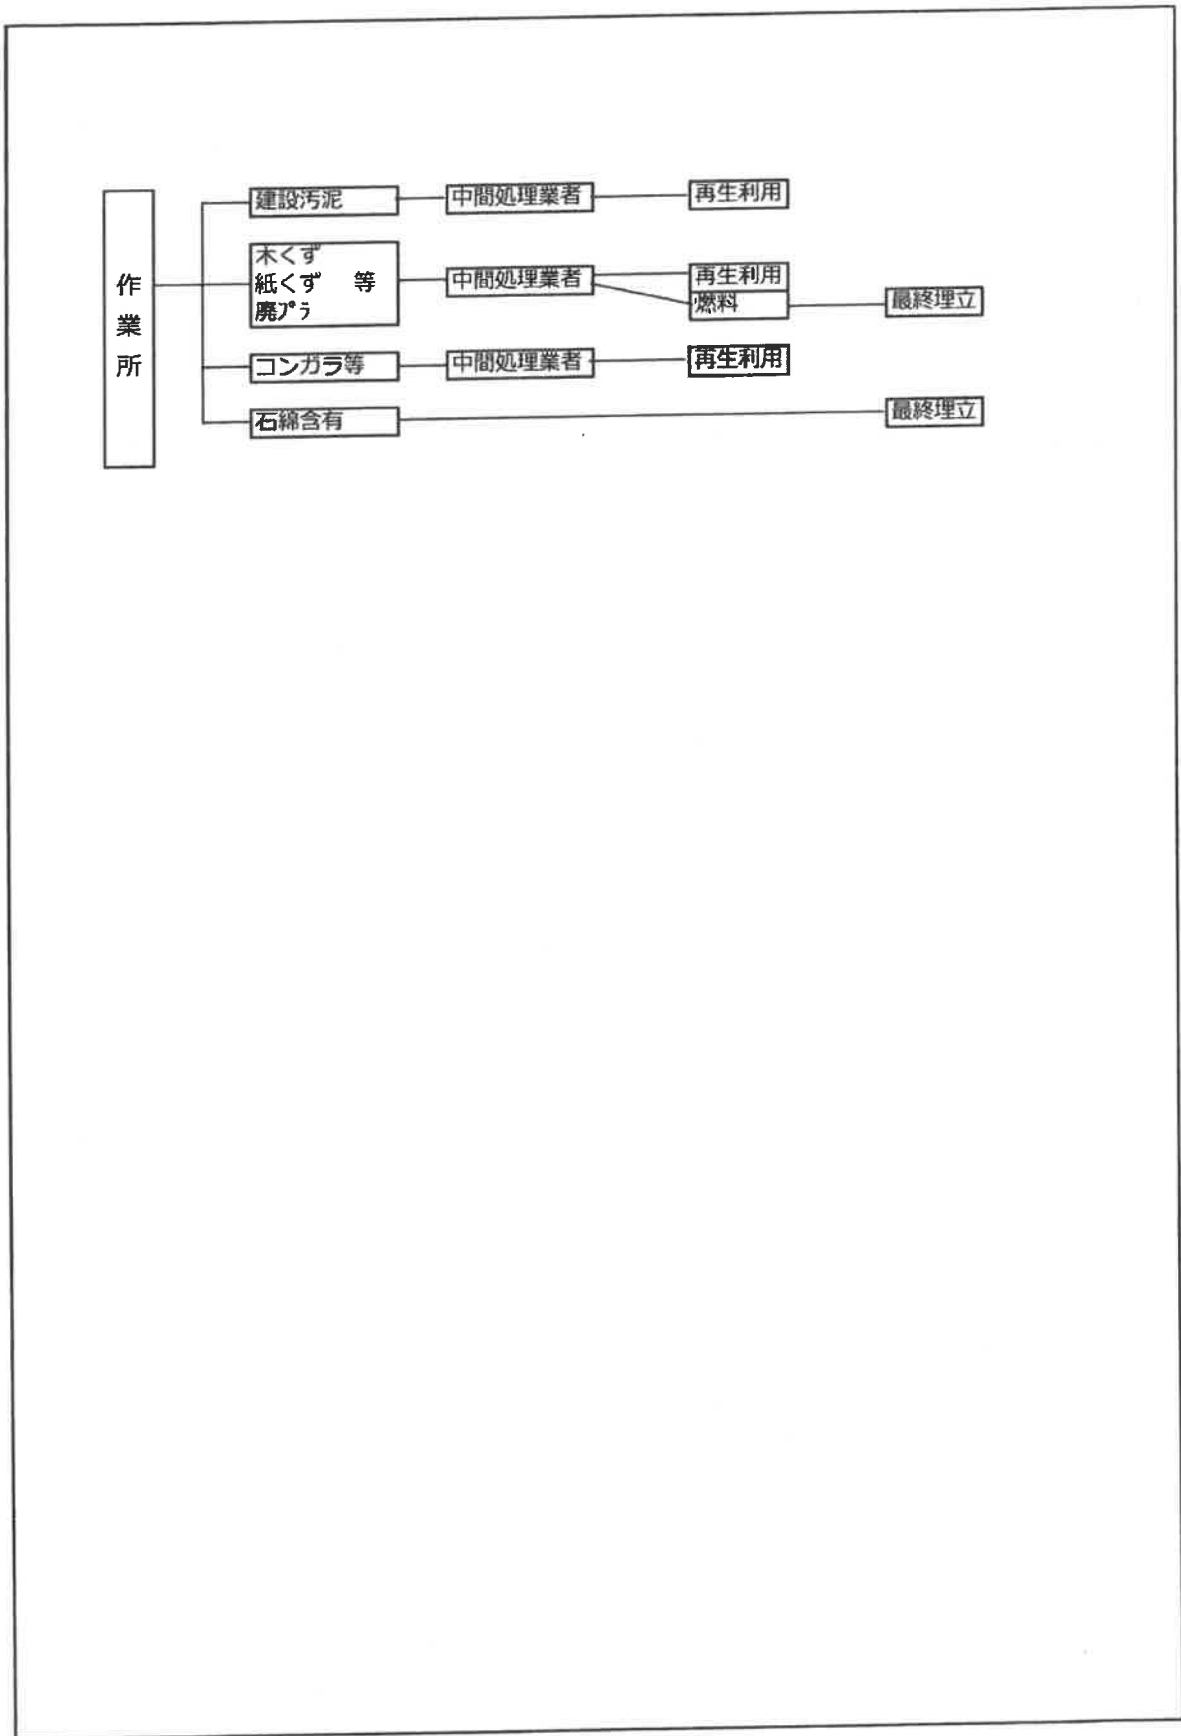 作業所
建設汚泥 中間処理業者 再生利用
木くず
紙くず 等 中間処理業者 再生利用
廃プラ 燃料 最終埋立
コンガラ等 中間処理業者 再生利用
石綿含有 最終埋立